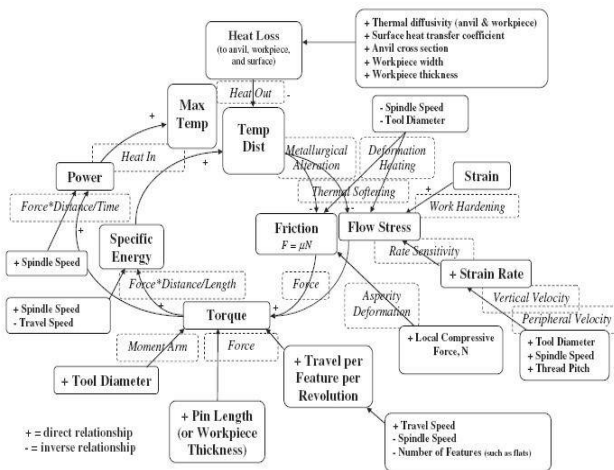 Heat Loss
(to anvil, workpiece,
and surface)
+ Thermal diffusivity (anvil & workpiece)
+ Surface heat transfer coefficient
+ Anvil cross section
+ Workpiece width
+ Workpiece thickness
Heat Out
-
Max
Temp
+
Temp
Dist
+
- Spindle Speed
- Tool Diameter
Metallurgical
Alteration
Deformation
Heating
Heat In
Power
Thermal Softening
-
-
Strain
+
Work Hardening
Force*Distance/Time
+
Specific
Energy
Friction
F = μN
Flow Stress
Rate Sensitivity
+ Spindle Speed
Force*Distance/Length
+
Force
+ Strain Rate
+ Spindle Speed
- Travel Speed
Asperity
Deformation
Vertical Velocity
Peripheral Velocity
Torque
+
Moment Arm
Force
+ Local Compressive
Force, N
+ Tool Diameter
+ Spindle Speed
+ Thread Pitch
+ Tool Diameter
+ Travel per
Feature per
Revolution
+ Pin Length
(or Workpiece
Thickness)
+ Travel Speed
- Spindle Speed
- Number of Features (such as flats)
+ = direct relationship
- = inverse relationship